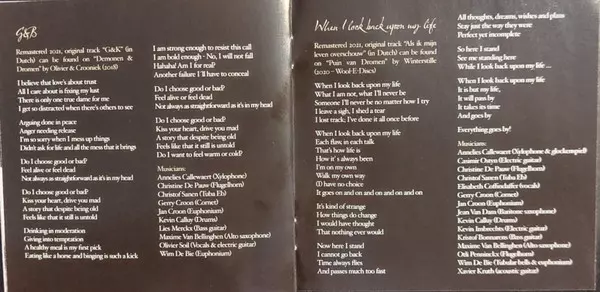 G&B
Remastered 2021, original track "G&K" (in
Dutch) can be found on "Demonen &
Dromen" by Olivier & Crooniek (2018)
I believe that love's about trust
All I care about is fixing my lust
There is only one true dame for me
I get so distracted when there's others to see
Arguing done in peace
Anger needing release
I'm so sorry when I mess up things
Didn't ask for life and all the mess that it brings
Do I choose good or bad?
Feel alive or feel dead
Not always as straightforward as it's in my head
Do I choose good or bad?
Kiss your heart, drive you mad
A story that despite being old
Feels like that it is still is untold
Drinking in moderation
Giving into temptation
A healthy meal is my first pick
Eating like a horse and binging is such a kick
I am strong enough to resist this call
I am bold enough - No, I will not fall
Hahaha! Am I for real?
Another failure I'll have to conceal
Do I choose good or bad?
Feel alive or feel dead
Not always as straightforward as it's in my head
Do I choose good or bad?
Kiss your heart, drive you mad
A story that despite being old
Feels like that it still is untold
Do I want to feel warm or cold?
Musicians:
Annelies Callewaert (Xylophone)
Christine De Pauw (Flugelhorn)
Christof Sanen (Tuba Eb)
Gerry Croon (Cornet)
Jan Croon (Euphonium)
Kevin Callay (Drums)
Lies Merckx (Bass guitar)
Maxime Van Bellinghen (Alto saxophone)
Olivier Seil (Vocals & electric guitar)
Wim De Bie (Euphonium)
When I look back upon my life
Remastered 2021, original track "Als ik mijn
leven overschouw" (in Dutch) can be found
on "Puin van Dromen" by Winterstille
(2020 - Wool-E-Discs)
When I look back upon my life
What I am not, what I'll never be
Someone I'll never be no matter how I try
I leave a sigh, I shed a tear
I lost track; I've done it all once before
When I look back upon my life
Each flaw, in each talk
That's how life is
How it's always been
I'm on my own
Walk my own way
(I) have no choice
It goes on and on and on and on and on
It's kind of strange
How things do change
I would have thought
That nothing ever would
Now here I stand
I cannot go back
Time always flies
And passes much too fast
All thoughts, dreams, wishes and plans
Stay just the way they were
Perfect yet incomplete
So here I stand
See me standing here
While I look back upon my life ...
When I look back upon my life
It is but my life,
It will pass by
It takes its time
And goes by
Everything goes by!
Musicians:
Annelies Callewaert (Xylophone & glockenspiel)
Casimir Ostyn (Electric guitar)
Christine De Pauw (Flugelhorn)
Christof Sanen (Tuba Eb)
Elisabeth Goffindaffer (vocals)
Gerry Croon (Cornet)
Jan Croon (Euphonium)
Jean Van Dam (Baritone saxophone)
Kevin Callay (Drums)
Kevin Imbrechts (Electric guitar)
Kristof Bonnarens (Bass guitar)
Maxime Van Bellinghen (Alto saxophone)
Otli Penninckx (Flugelhorn)
Wim De Bie (Tubular bells & euphonium)
Xavier Kruth (acoustic guitar)